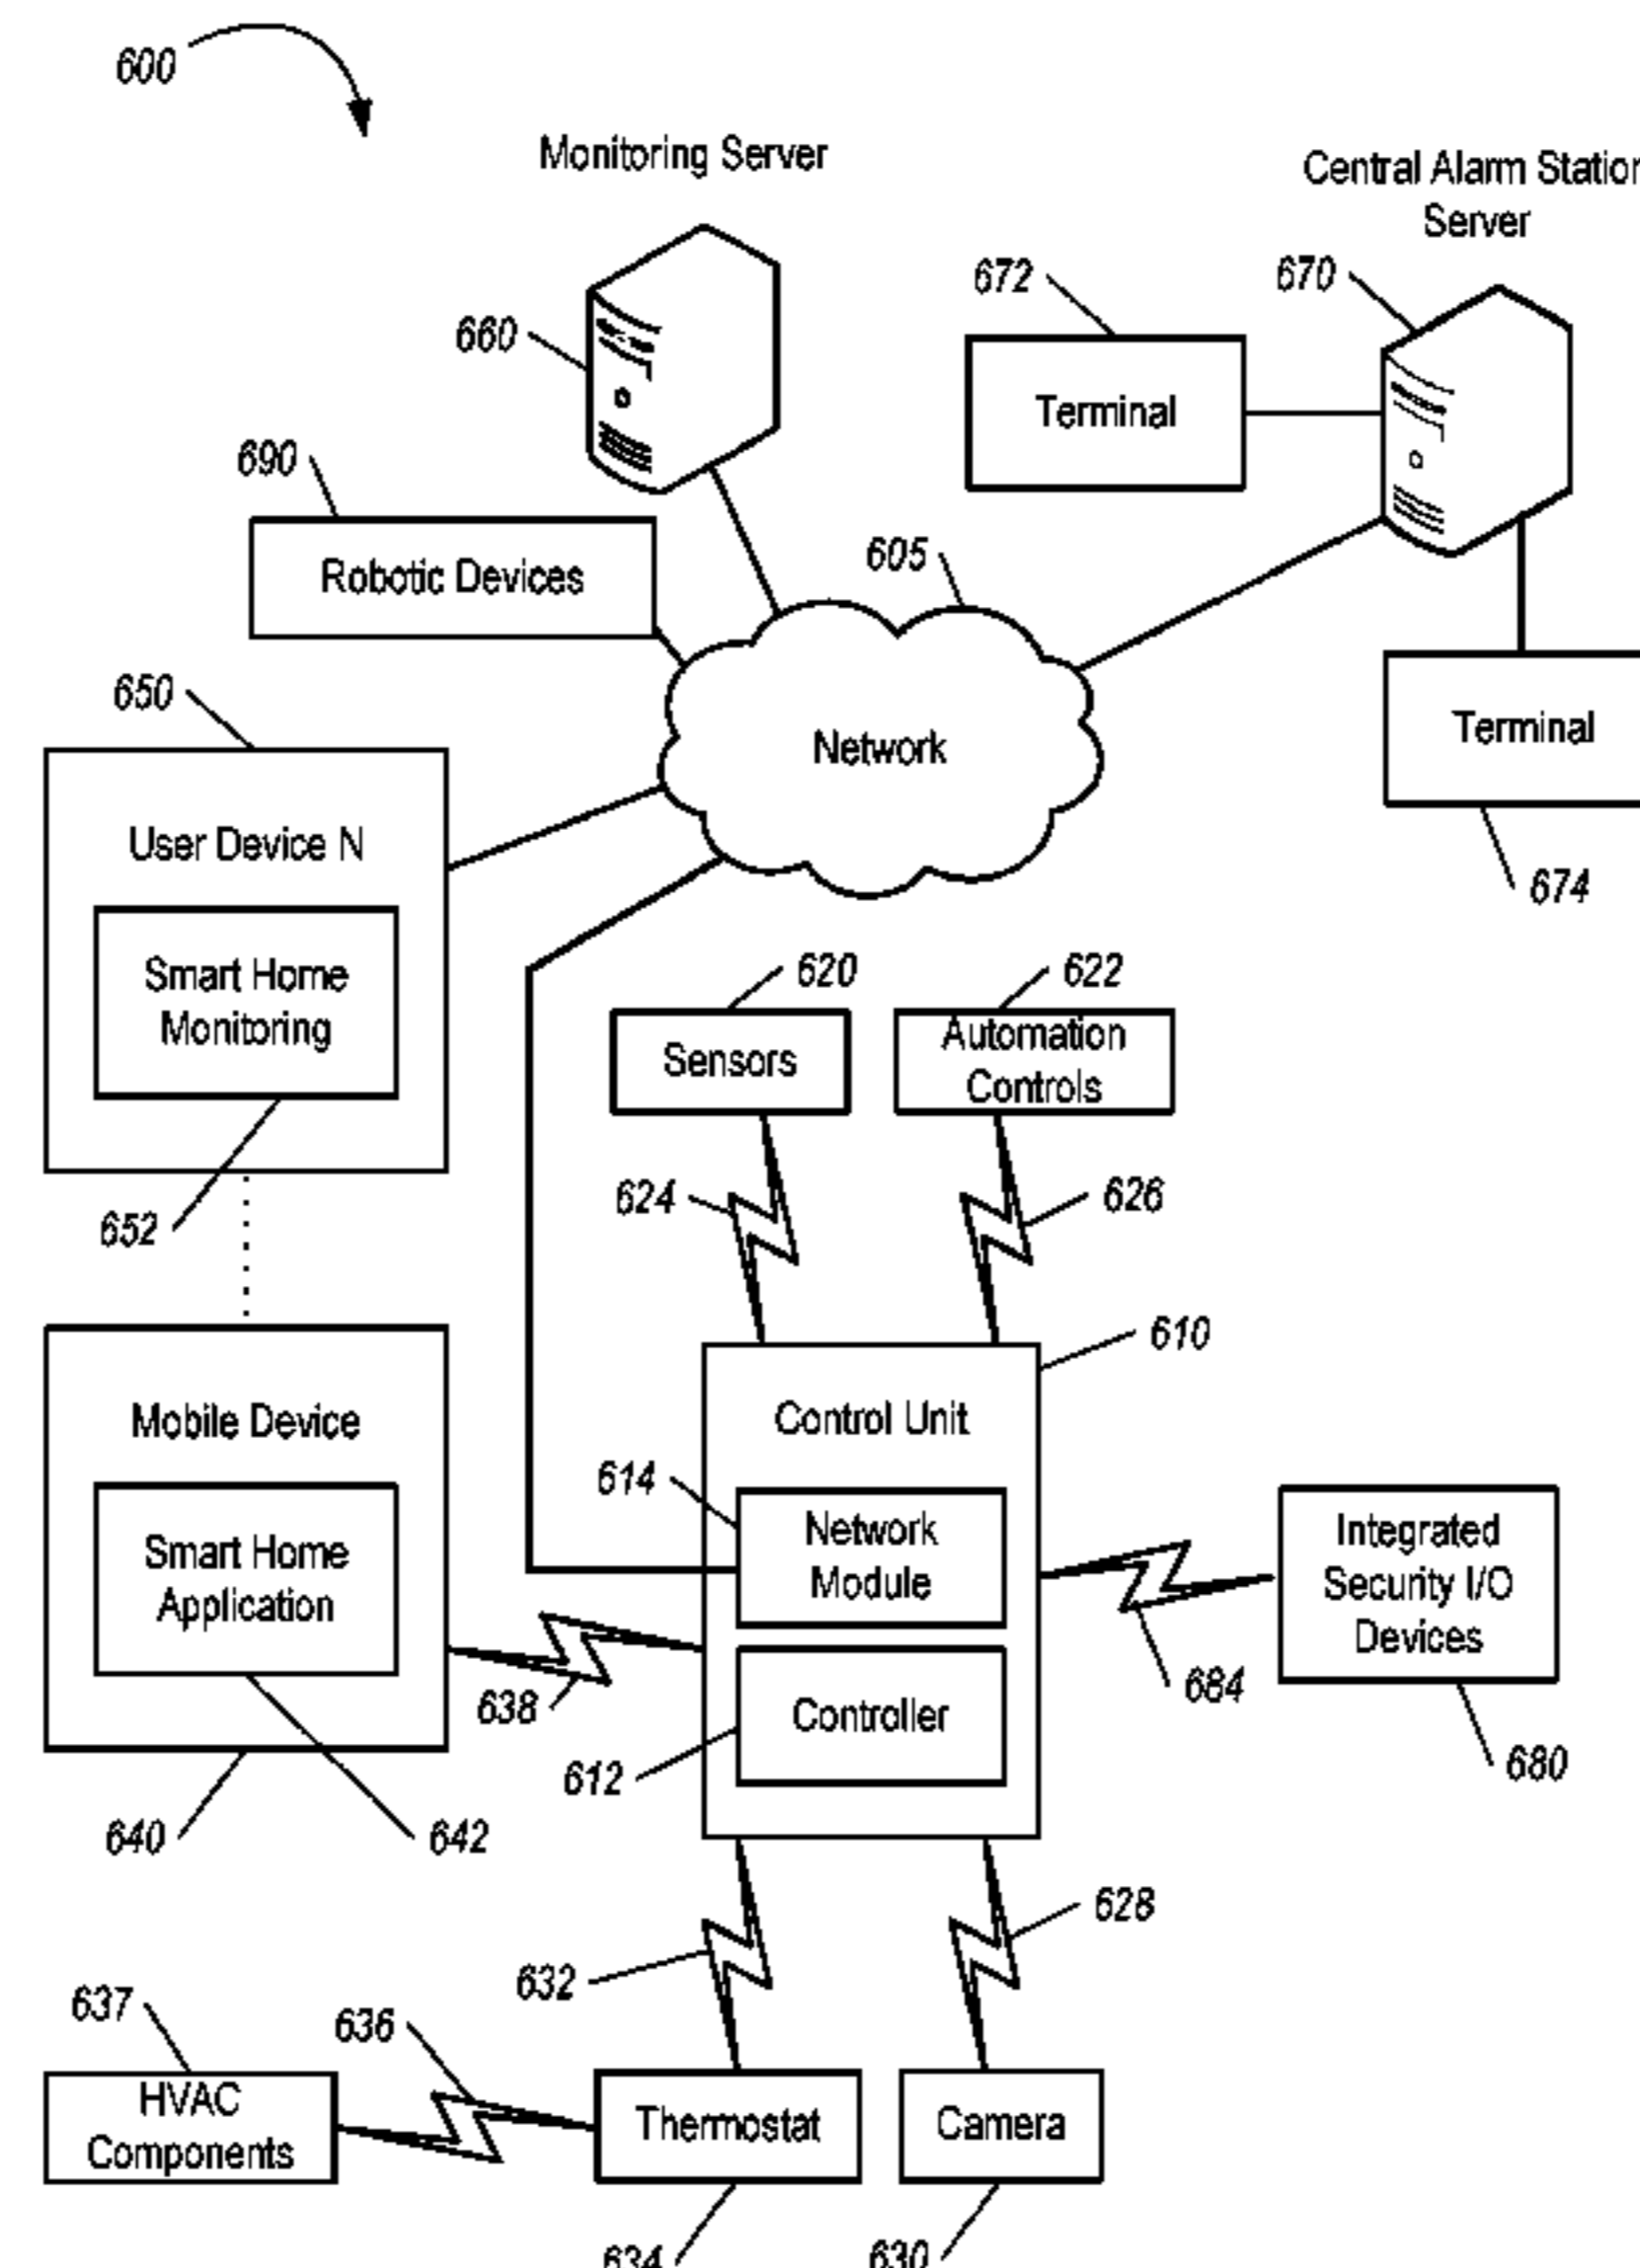 600
Monitoring Server
Central Alarm Station
Server
672
670
660
Terminal
690
605
Robotic Devices
650
Network
Terminal
User Device N
674
Smart Home
Monitoring
620
622
Sensors
Automation
Controls
624
626
652
610
Mobile Device
Control Unit
614
Network
Module
Integrated
Security I/O
Devices
Smart Home
Application
638
684
Controller
612
680
640
642
628
632
637
636
HVAC
Components
Thermostat
Camera
634
630